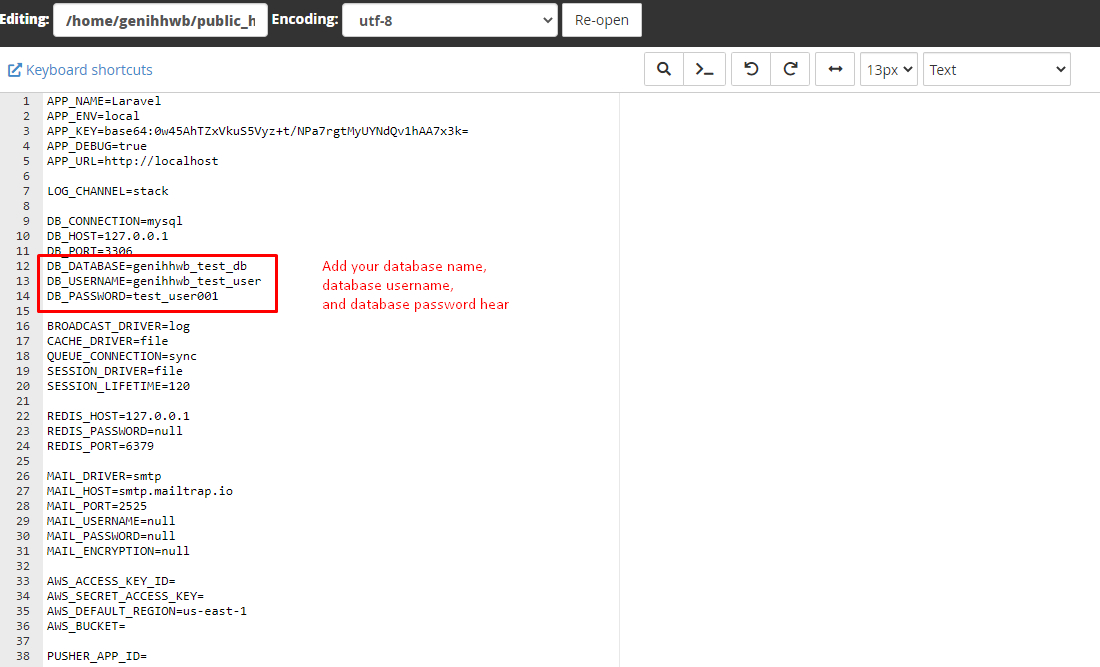 Editing: /home/genihhwb/public_h Encoding: utf-8 Re-open
Keyboard shortcuts 13px Text
1 APP_NAME=Laravel
2 APP_ENV=local
3 APP_KEY=base64:0w45AhTZxVkuS5Vyz+t/NPa7rgtMyUYNdQv1hAA7x3k=
4 APP_DEBUG=true
5 APP_URL=http://localhost
6
7 LOG_CHANNEL=stack
8
9 DB_CONNECTION=mysql
10 DB_HOST=127.0.0.1
11 DB_PORT=3306
12 DB_DATABASE=genihhwb_test_db
13 DB_USERNAME=genihhwb_test_user
14 DB_PASSWORD=test_user001
Add your database name,
database username,
and database password hear
15
16 BROADCAST_DRIVER=log
17 CACHE_DRIVER=file
18 QUEUE_CONNECTION=sync
19 SESSION_DRIVER=file
20 SESSION_LIFETIME=120
21
22 REDIS_HOST=127.0.0.1
23 REDIS_PASSWORD=null
24 REDIS_PORT=6379
25
26 MAIL_DRIVER=smtp
27 MAIL_HOST=smtp.mailtrap.io
28 MAIL_PORT=2525
29 MAIL_USERNAME=null
30 MAIL_PASSWORD=null
31 MAIL_ENCRYPTION=null
32
33 AWS_ACCESS_KEY_ID=
34 AWS_SECRET_ACCESS_KEY=
35 AWS_DEFAULT_REGION=us-east-1
36 AWS_BUCKET=
37
38 PUSHER_APP_ID=